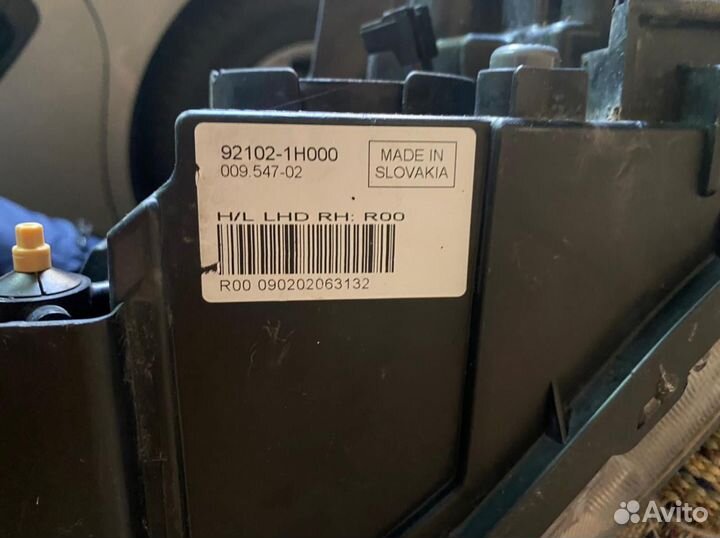 92102-1H000
009.547-02
MADE IN
SLOVAKIA
H/L LHD RH: R00
R00 090202063132
Avito